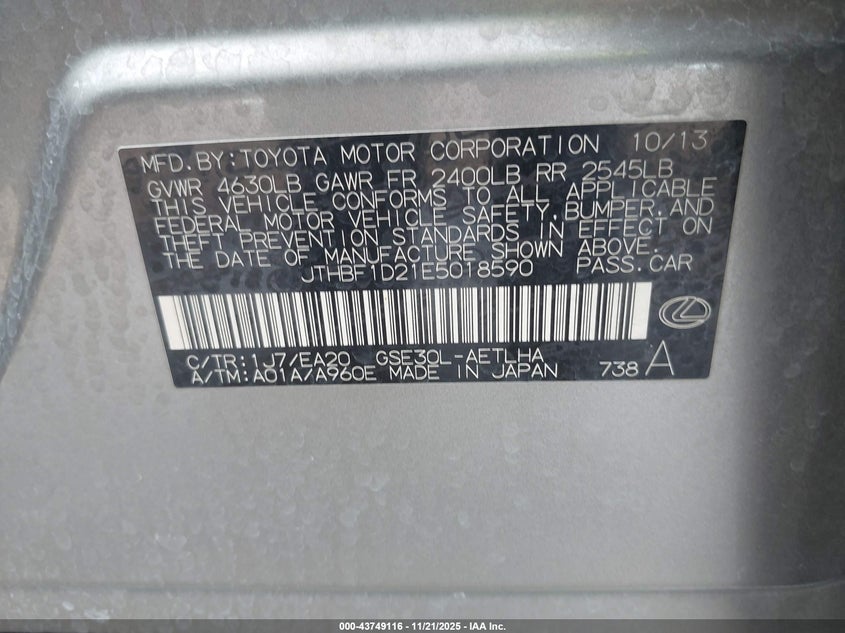 MFD.BY:TOYOTA MOTOR CORPORATION 10/13
GVWR 4630LB GAWR FR 2400LB RR 2545LB
THIS VEHICLE CONFORMS TO ALL APPLICABLE
FEDERAL MOTOR VEHICLE SAFETY,BUMPER,AND
THEFT PREVENTION STANDARDS IN EFFECT ON
THE DATE OF MANUFACTURE SHOWN ABOVE.
JTHBF1D21E5018590 PASS.CAR
C/TR:1J7/EA20 GSE30L-AETLHA
A/TM:A01A/A960E MADE IN JAPAN 738 A
000-43749116 - 11/21/2025 - IAA Inc.